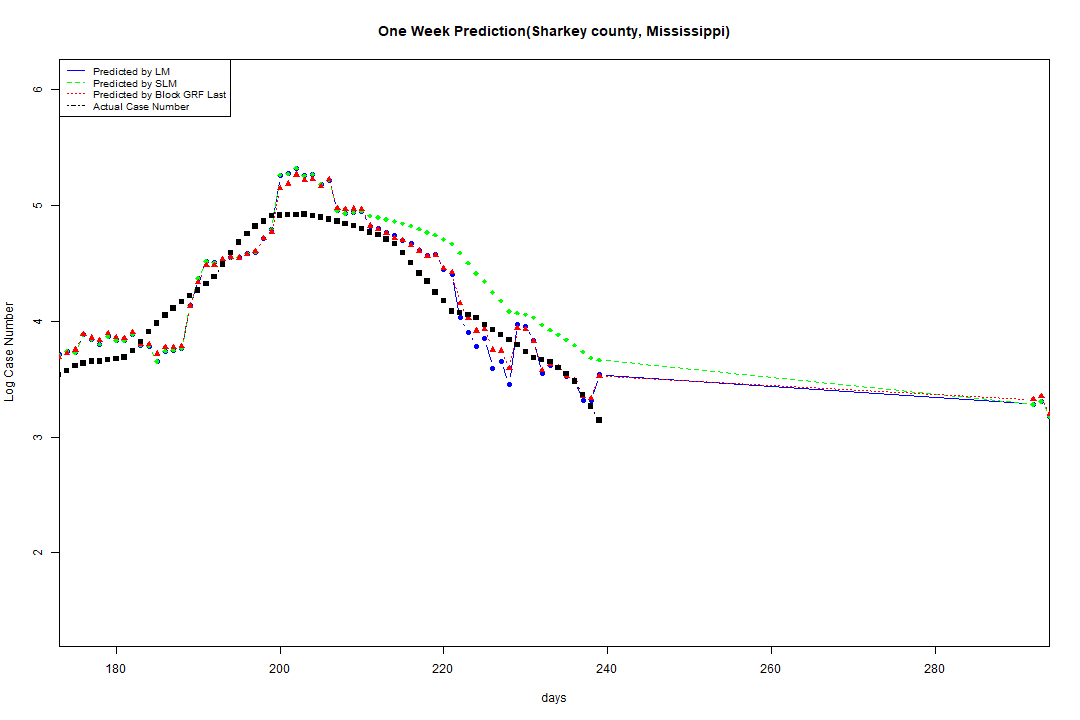 One Week Prediction(Sharkey county, Mississippi)
Predicted by LM
Predicted by SLM
Predicted by Block GRF Last
Actual Case Number
6
5
4
3
2
Log Case Number
180 200 220 240 260 280
days